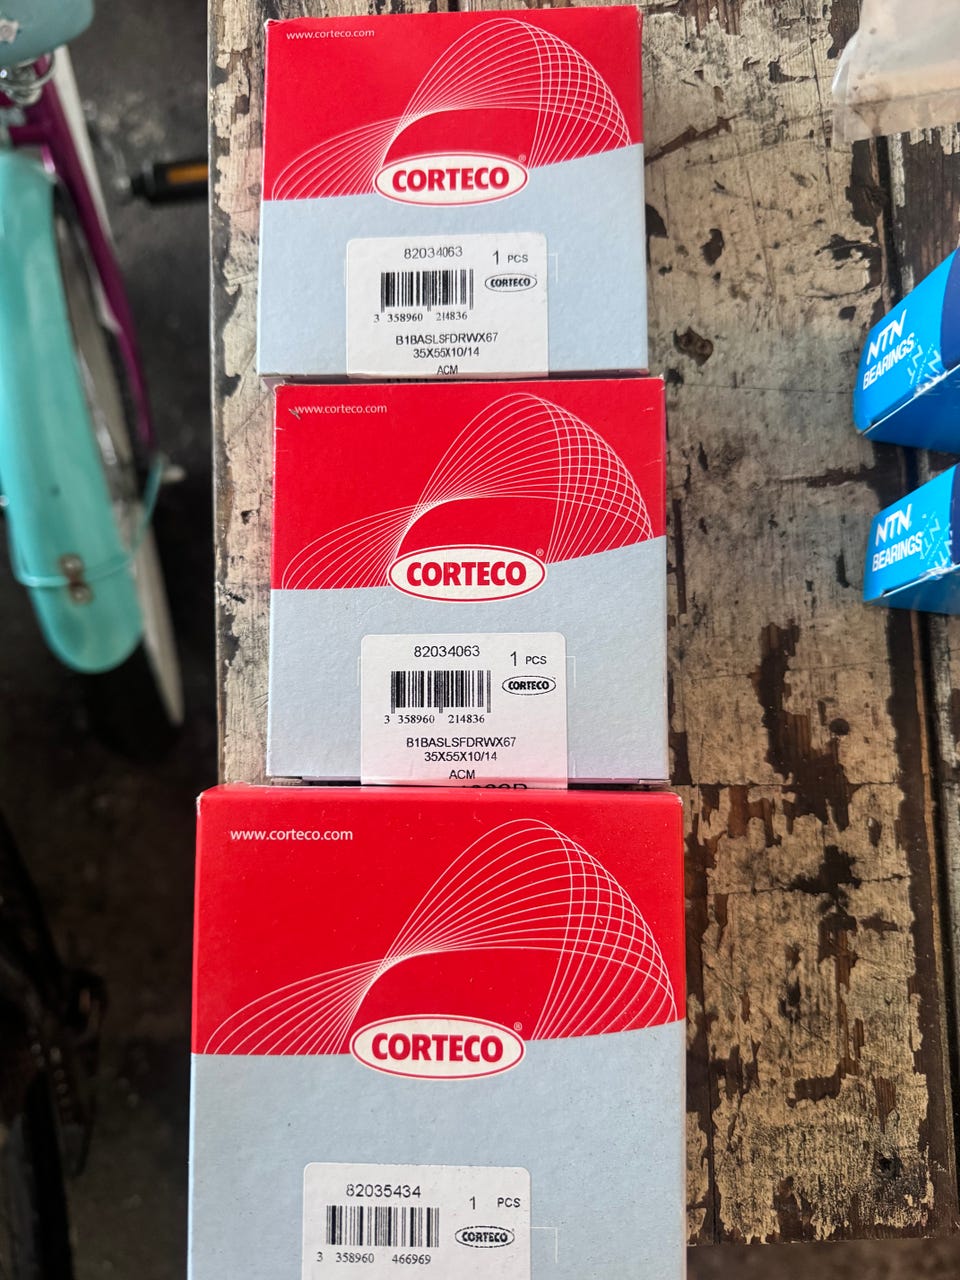 www.corteco.com
CORTECO®
82034063
1 PCS
CORTECO
3 358960 214836
B1BASLSFDRWX67
35X55X10/14
ACM
www.corteco.com
CORTECO®
82034063
1 PCS
CORTECO
3 358960 214836
B1BASLSFDRWX67
35X55X10/14
ACM
www.corteco.com
CORTECO®
82035434
1 PCS
CORTECO
3 358960 466969
NTN
BEARINGS
NTN
BEARINGS